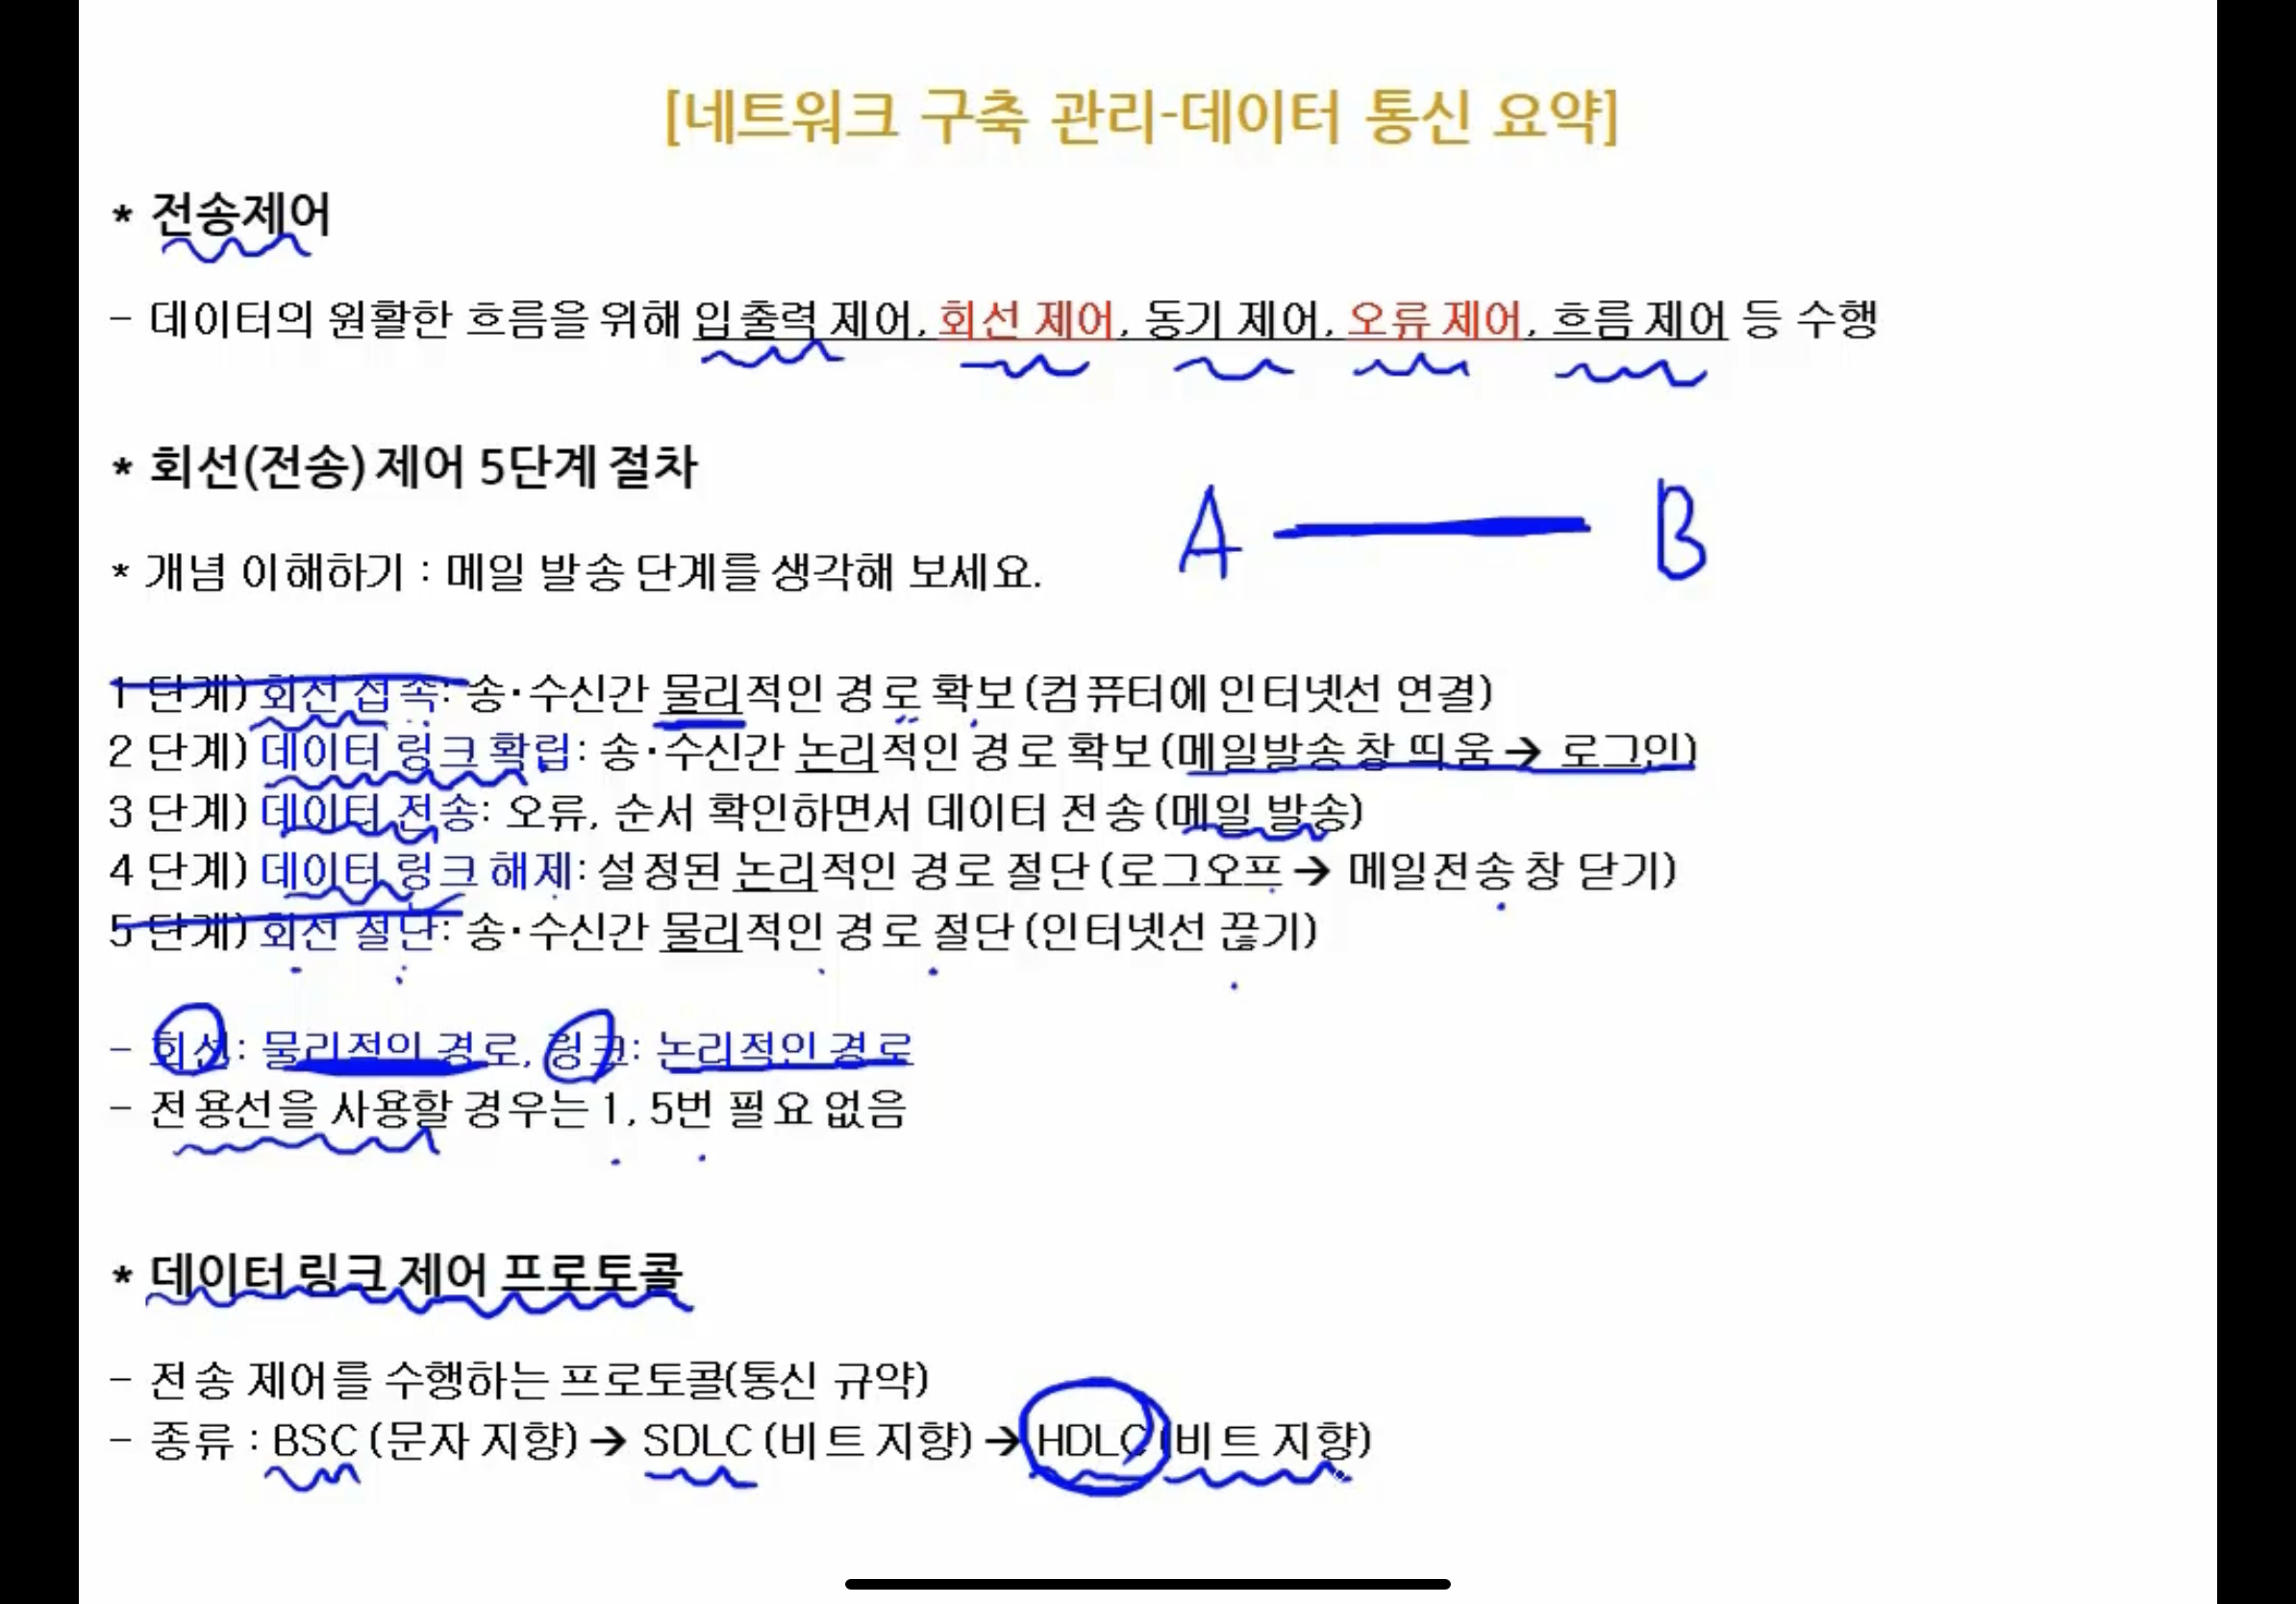 [네트워크 구축 관리-데이터 통신 요약]
* 전송제어
- 데이터의 원활한 흐름을 위해 입출력 제어, 회선 제어, 동기 제어, 오류 제어, 흐름 제어 등 수행
* 회선(전송) 제어 5단계 절차
A B
* 개념 이해하기 : 메일 발송 단계를 생각해 보세요.
1 단계) 회선 접속: 송·수신간 물리적인 경로 확보(컴퓨터에 인터넷선 연결)
2 단계) 데이터 링크 확립: 송·수신간 논리적인 경로 확보(메일발송 창 띄움 → 로그인)
3 단계) 데이터 전송: 오류, 순서 확인하면서 데이터 전송(메일 발송)
4 단계) 데이터 링크 해제: 설정된 논리적인 경로 절단(로그오프 → 메일전송 창 닫기)
5 단계) 회선 절단: 송·수신간 물리적인 경로 절단(인터넷선 끊기)
- 회선: 물리적인 경로, 링크: 논리적인 경로
- 전용선을 사용할 경우는 1, 5번 필요 없음
* 데이터 링크 제어 프로토콜
- 전송 제어를 수행하는 프로토콜(통신 규약)
- 종류 : BSC (문자 지향) → SDLC (비트 지향) → HDLC (비트 지향)